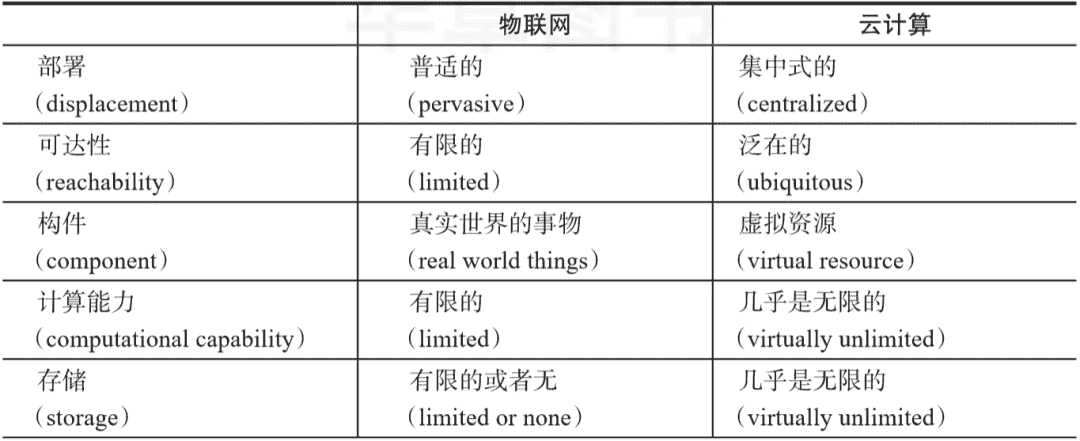 物联网 云计算
部署 普适的 集中式的
（displacement） （pervasive） （centralized）
可达性 有限的 泛在的
（reachability） （limited） （ubiquitous）
构件 真实世界的事物 虚拟资源
（component） （real world things） （virtual resource）
计算能力 有限的 几乎是无限的
（computational capability） （limited） （virtually unlimited）
存储 有限的或者无 几乎是无限的
（storage） （limited or none） （virtually unlimited）